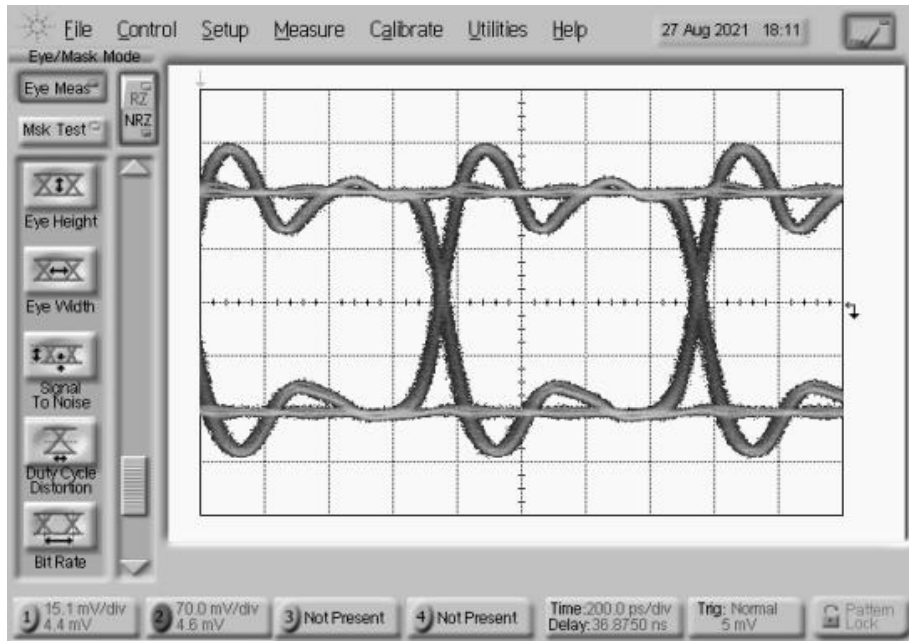 File Control Setup Measure Calibrate Utilities Help 27 Aug 2021 18:11
Eye/Mask Mode
Eye Meas
RZ
NRZ
Msk Test
Eye Height
Eye Width
Signal
To Noise
Duty Cycle
Distortion
Bit Rate
1) 15.1 mV/div
4.4 mV
2) 70.0 mV/div
4.6 mV
3) Not Present
4) Not Present
Time:200.0 ps/div
Delay:36.8750 ns
Trig: Normal
5 mV
Pattern
Lock